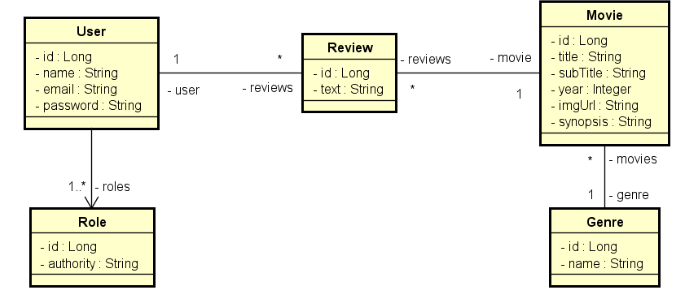 User
- id : Long
- name : String
- email : String
- password : String
1
- user
*
- reviews
Review
- id : Long
- text : String
- reviews
*
- movie
1
Movie
- id : Long
- title : String
- subTitle : String
- year : Integer
- imgUrl : String
- synopsis : String
1..* - roles
* - movies
1 - genre
Role
- id : Long
- authority : String
Genre
- id : Long
- name : String